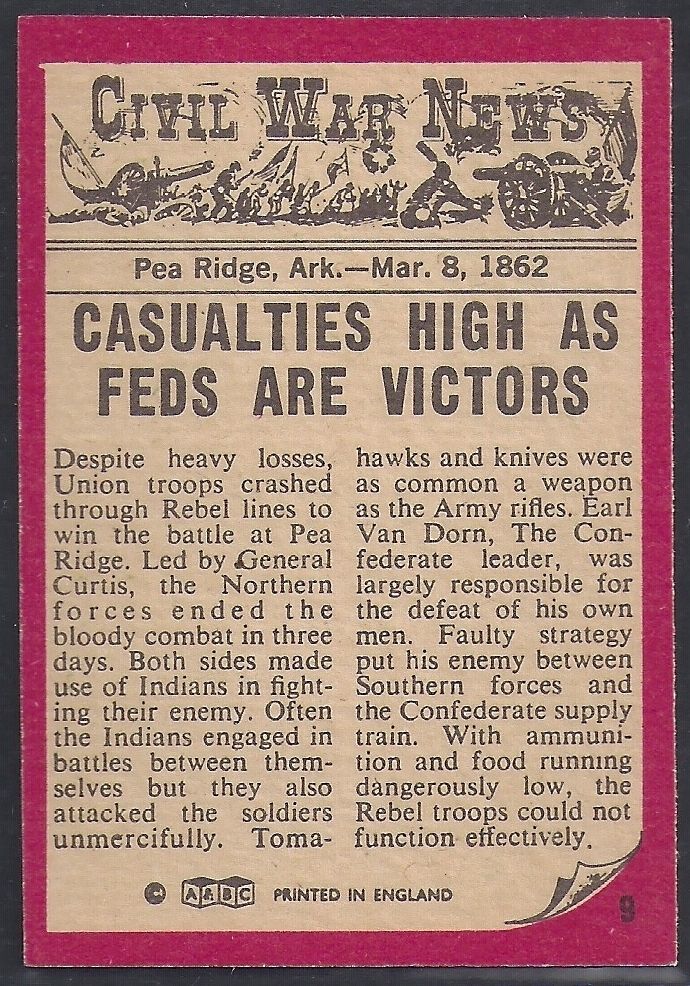 CIVIL WAR NEWS
Pea Ridge, Ark.—Mar. 8, 1862
CASUALTIES HIGH AS
FEDS ARE VICTORS
Despite heavy losses,
Union troops crashed
through Rebel lines to
win the battle at Pea
Ridge. Led by General
Curtis, the Northern
forces ended the
bloody combat in three
days. Both sides made
use of Indians in fight-
ing their enemy. Often
the Indians engaged in
battles between them-
selves but they also
attacked the soldiers
unmercifully. Toma-
hawks and knives were
as common a weapon
as the Army rifles. Earl
Van Dorn, The Con-
federate leader, was
largely responsible for
the defeat of his own
men. Faulty strategy
put his enemy between
Southern forces and
the Confederate supply
train. With ammuni-
tion and food running
dangerously low, the
Rebel troops could not
function effectively.
© A&BC PRINTED IN ENGLAND
9